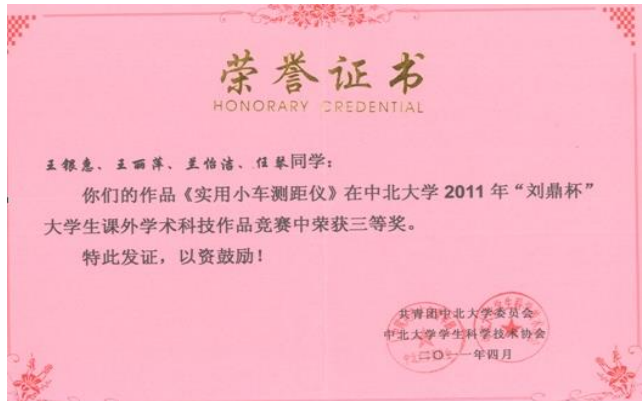 荣誉证书
HONORARY CREDENTIAL
王银惠、王丽萍、兰怡洁、任琴同学：
你们的作品《实用小车测距仪》在中北大学 2011 年“刘鼎杯”
大学生课外学术科技作品竞赛中荣获三等奖。
特此发证，以资鼓励！
共青团中北大学委员会
中北大学学生科学技术协会
二〇一一年四月